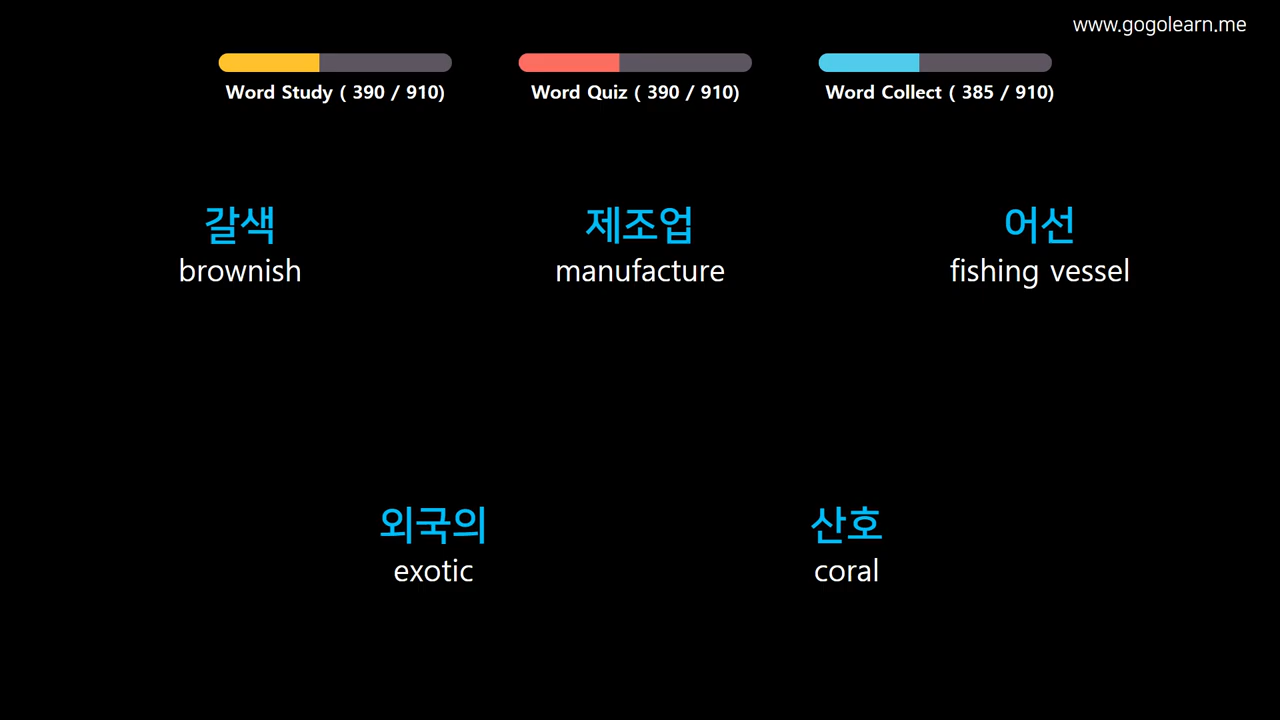 www.gogolearn.me
Word Study ( 390 / 910)
Word Quiz ( 390 / 910)
Word Collect ( 385 / 910)
갈색
brownish
제조업
manufacture
어선
fishing vessel
외국의
exotic
산호
coral